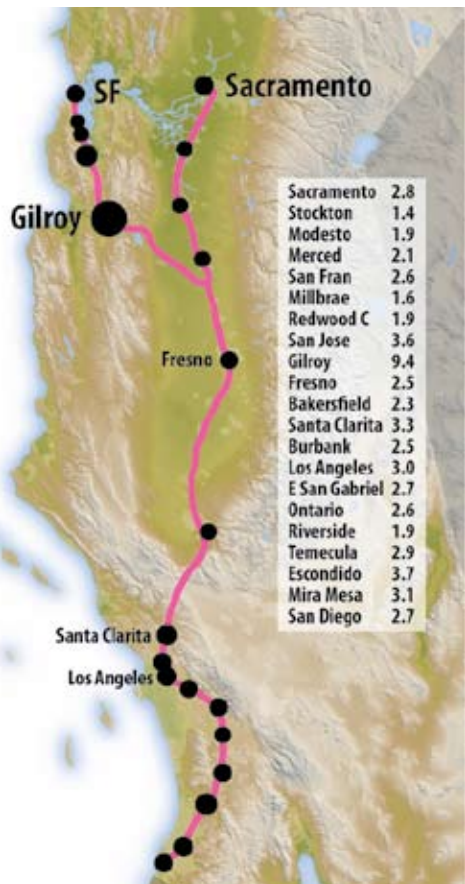 SF
Sacramento
Gilroy
Fresno
Santa Clarita
Los Angeles
Sacramento 2.8
Stockton 1.4
Modesto 1.9
Merced 2.1
San Fran 2.6
Millbrae 1.6
Redwood C 1.9
San Jose 3.6
Gilroy 9.4
Fresno 2.5
Bakersfield 2.3
Santa Clarita 3.3
Burbank 2.5
Los Angeles 3.0
E San Gabriel 2.7
Ontario 2.6
Riverside 1.9
Temecula 2.9
Escondido 3.7
Mira Mesa 3.1
San Diego 2.7